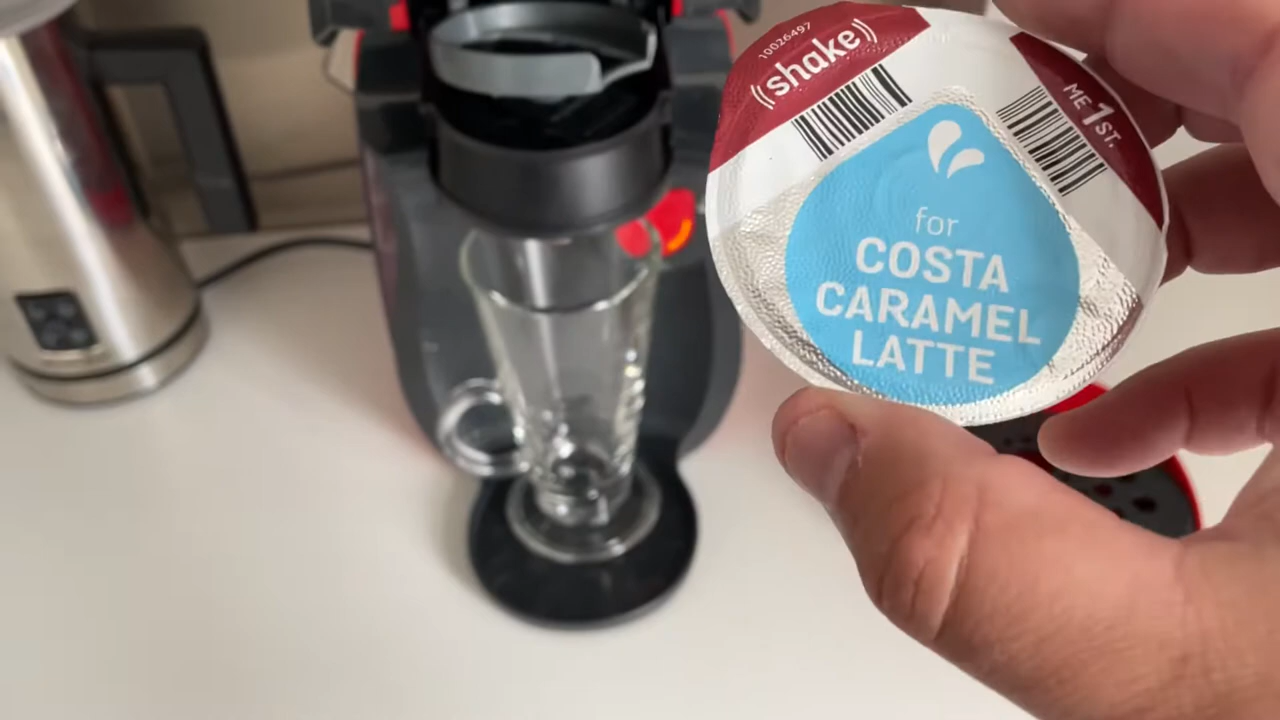 10026497
((shake))
ME 1ST.
for
COSTA
CARAMEL
LATTE